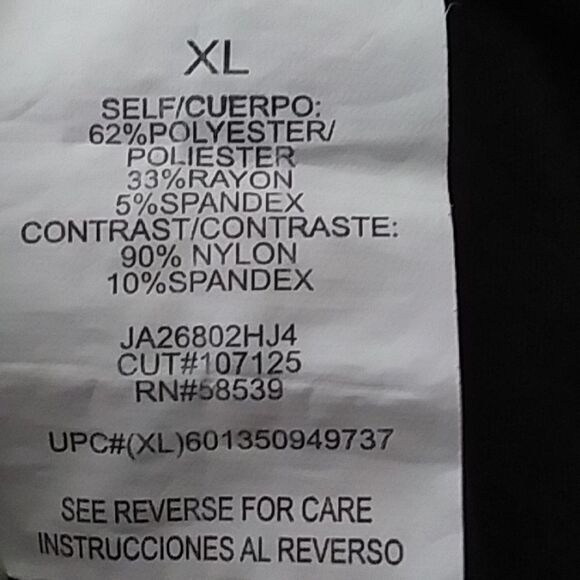 XL
SELF/CUERPO:
62%POLYESTER/
POLIESTER
33%RAYON
5%SPANDEX
CONTRAST/CONTRASTE:
90% NYLON
10%SPANDEX
JA26802HJ4
CUT#107125
RN#58539
UPC#(XL)601350949737
SEE REVERSE FOR CARE
INSTRUCCIONES AL REVERSO